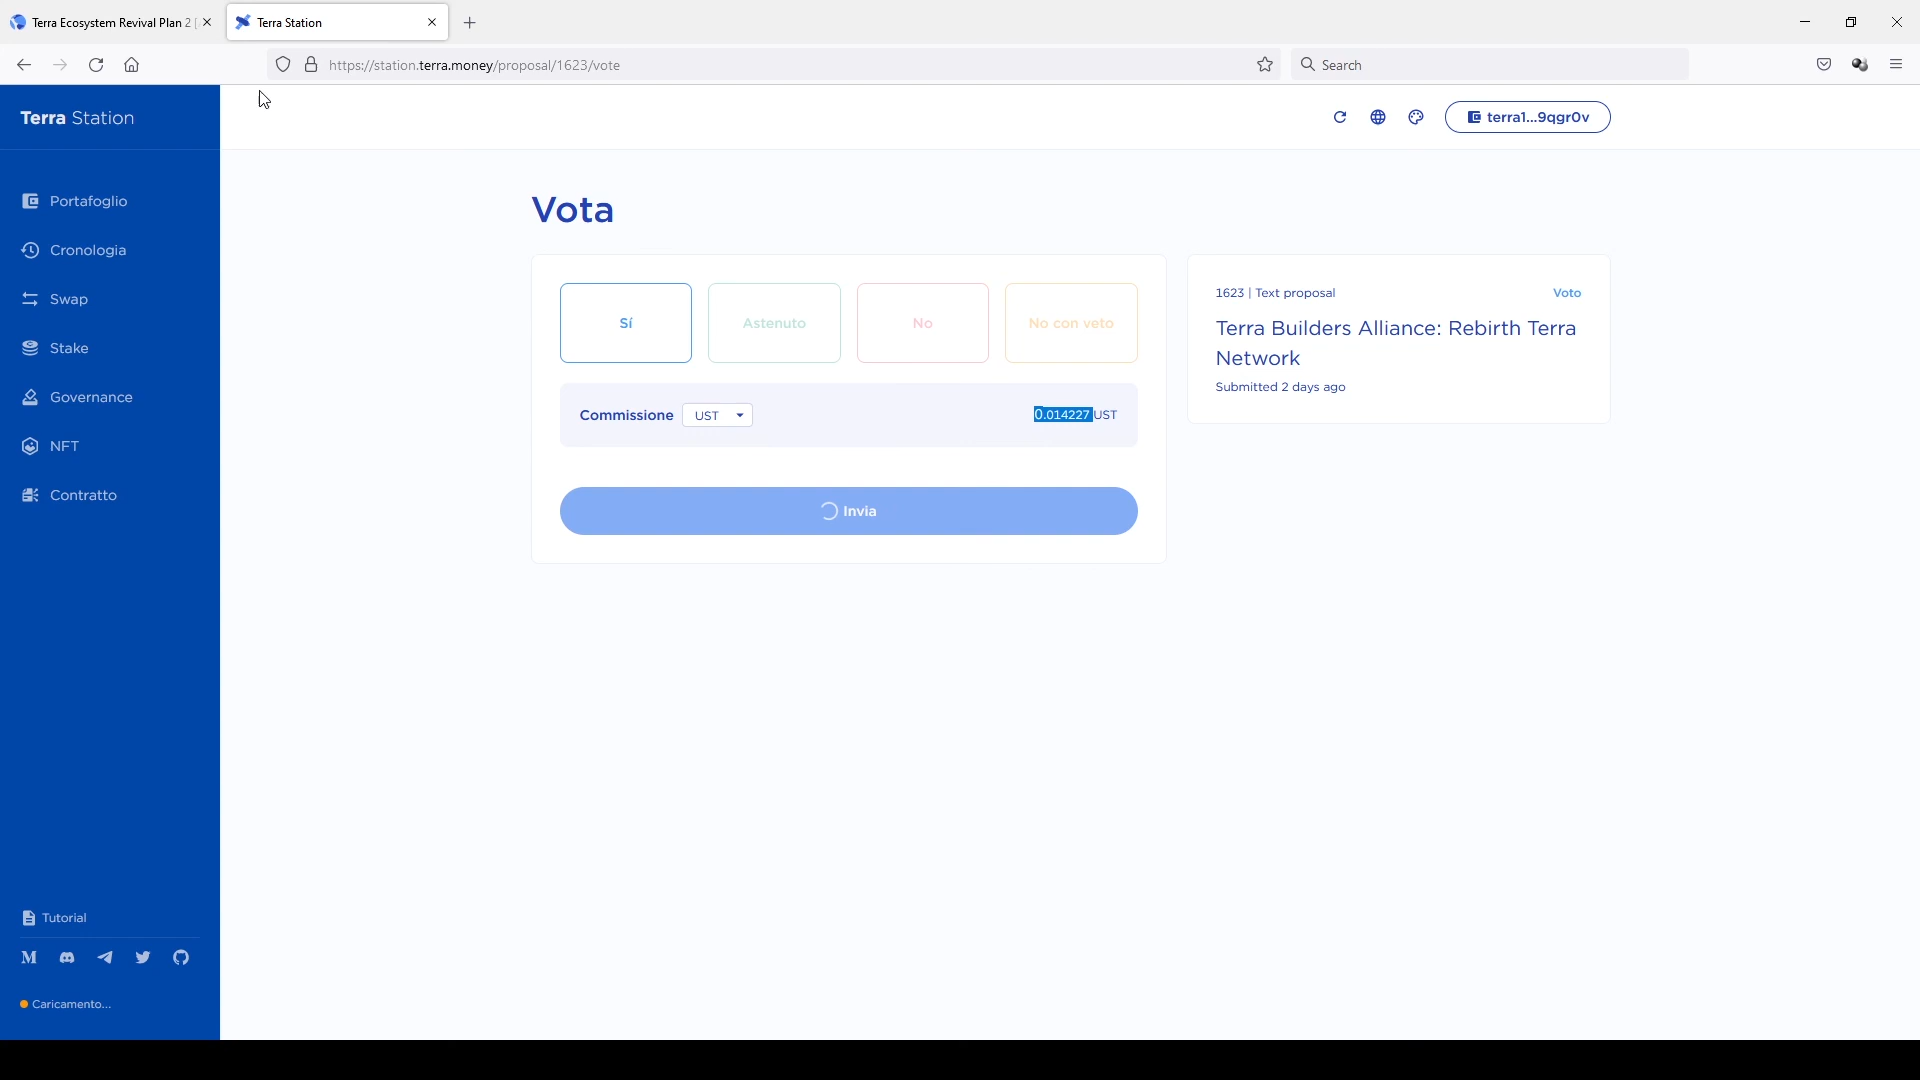 Terra Ecosystem Revival Plan 2
Terra Station
https://station.terra.money/proposal/1623/vote
Search
Terra Station
terra1...9qgr0v
Portafoglio
Cronologia
Swap
Stake
Governance
NFT
Contratto
Vota
Sí
Astenuto
No
No con veto
Commissione
UST
0.014227 UST
Invia
1623 | Text proposal
Voto
Terra Builders Alliance: Rebirth Terra
Network
Submitted 2 days ago
Tutorial
Caricamento...